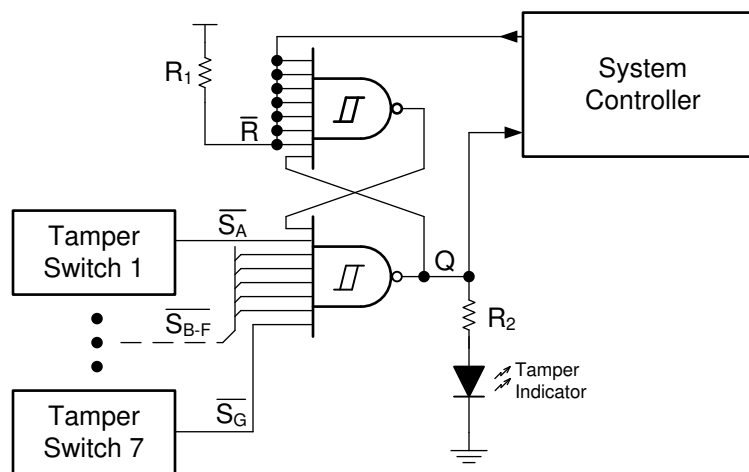 R1
R̅
System
Controller
Tamper
Switch 1
S̅A̅
Q
S̅B̅-̅F̅
R2
Tamper
Indicator
Tamper
Switch 7
S̅G̅